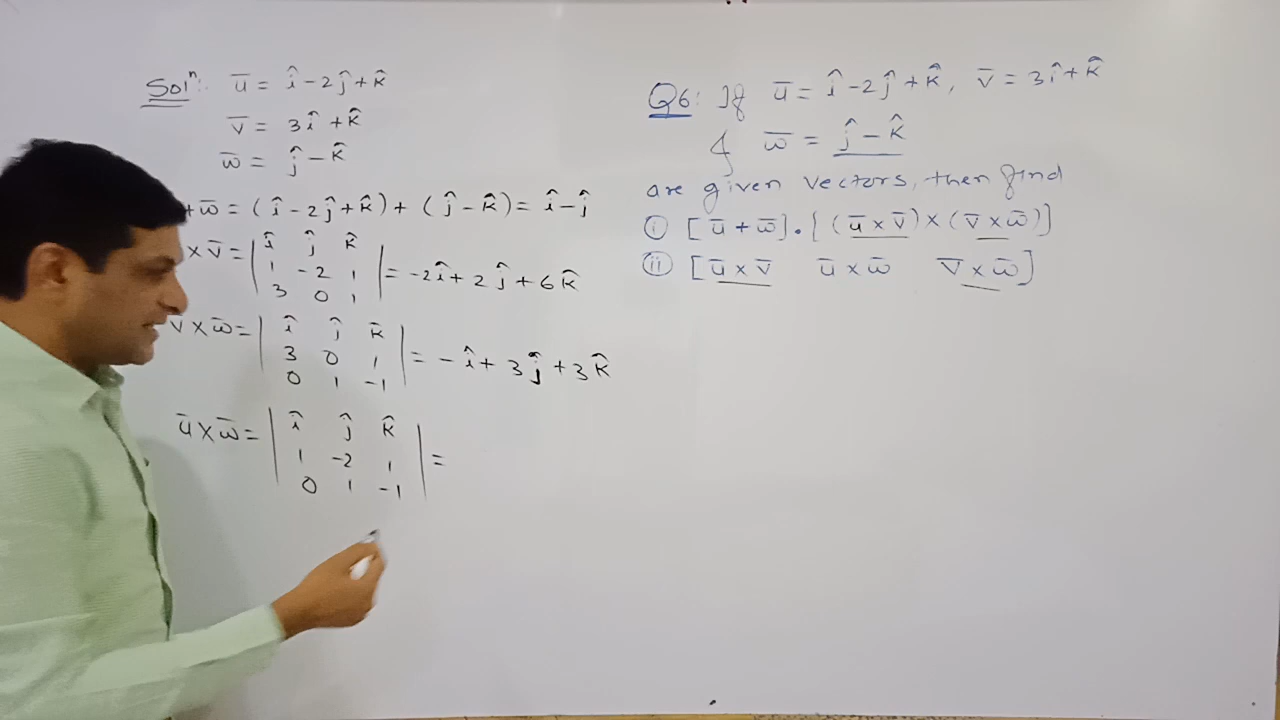 Solⁿ: ū = î - 2ĵ + k̂
v̄ = 3î + k̂
w̄ = ĵ - k̂
+ w̄ = (î - 2ĵ + k̂) + (ĵ - k̂) = î - ĵ
× v̄ = | î ĵ k̂ |
| 1 -2 1 | = -2î + 2ĵ + 6k̂
| 3 0 1 |
v × w̄ = | î ĵ k̂ |
| 3 0 1 | = -î + 3ĵ + 3k̂
| 0 1 -1 |
ū × w̄ = | î ĵ k̂ |
| 1 -2 1 | =
| 0 1 -1 |
Q6: If ū = î - 2ĵ + k̂, v̄ = 3î + k̂
& w̄ = ĵ - k̂
are given vectors, then find
(i) [ū + w̄] . [(ū × v̄) × (v̄ × w̄)]
(ii) [ū × v̄ ū × w̄ v̄ × w̄]